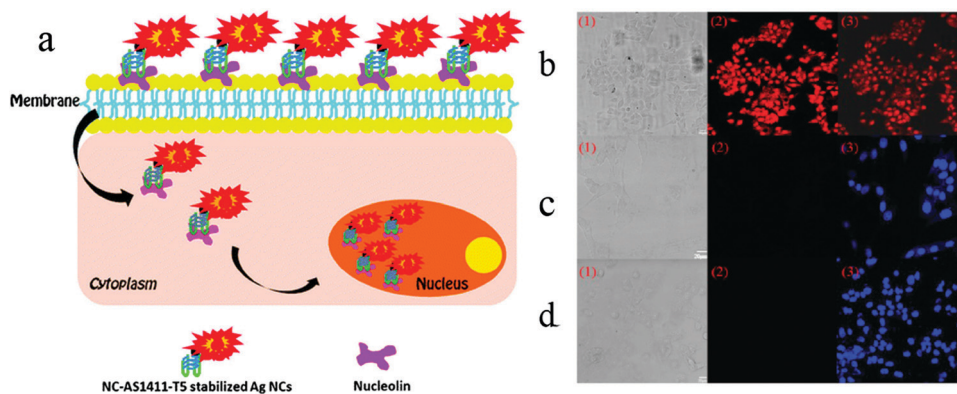 a
Membrane
Cytoplasm
Nucleus
NC-AS1411-T5 stabilized Ag NCs
Nucleolin
b
(1)
(2)
(3)
c
(1)
(2)
(3)
d
(1)
(2)
(3)